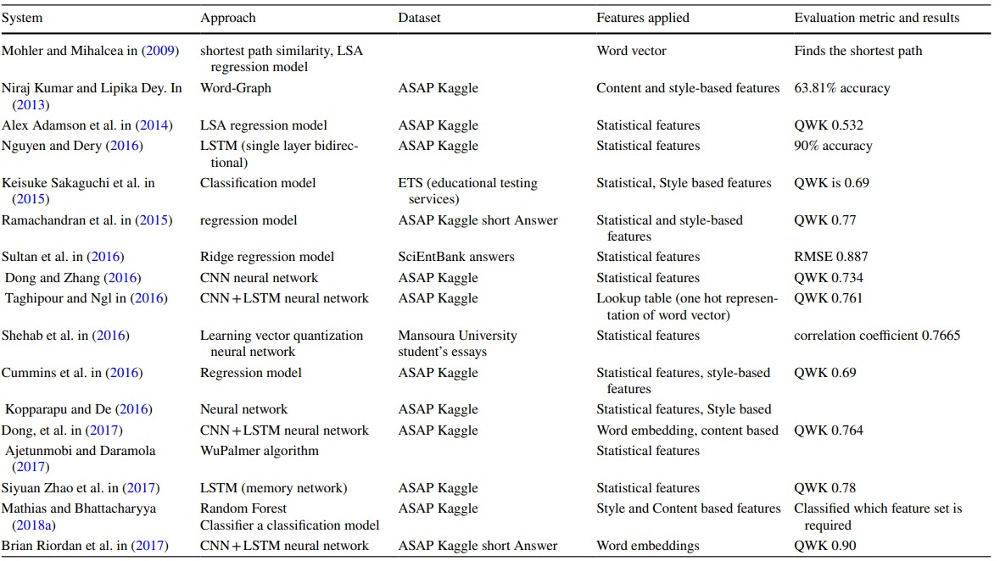 System Approach Dataset Features applied Evaluation metric and results
Mohler and Mihalcea in (2009) shortest path similarity, LSA Word vector Finds the shortest path
regression model
Niraj Kumar and Lipika Dey. In Word-Graph ASAP Kaggle Content and style-based features 63.81% accuracy
(2013)
Alex Adamson et al. in (2014) LSA regression model ASAP Kaggle Statistical features QWK 0.532
Nguyen and Dery (2016) LSTM (single layer bidirec- ASAP Kaggle Statistical features 90% accuracy
tional)
Keisuke Sakaguchi et al. in Classification model ETS (educational testing Statistical, Style based features QWK is 0.69
(2015) services)
Ramachandran et al. in (2015) regression model ASAP Kaggle short Answer Statistical and style-based QWK 0.77
features
Sultan et al. in (2016) Ridge regression model SciEntBank answers Statistical features RMSE 0.887
Dong and Zhang (2016) CNN neural network ASAP Kaggle Statistical features QWK 0.734
Taghipour and Ngl in (2016) CNN + LSTM neural network ASAP Kaggle Lookup table (one hot represen- QWK 0.761
tation of word vector)
Shehab et al. in (2016) Learning vector quantization Mansoura University Statistical features correlation coefficient 0.7665
neural network student's essays
Cummins et al. in (2016) Regression model ASAP Kaggle Statistical features, style-based QWK 0.69
features
Kopparapu and De (2016) Neural network ASAP Kaggle Statistical features, Style based
Dong, et al. in (2017) CNN + LSTM neural network ASAP Kaggle Word embedding, content based QWK 0.764
Ajetunmobi and Daramola WuPalmer algorithm Statistical features
(2017)
Siyuan Zhao et al. in (2017) LSTM (memory network) ASAP Kaggle Statistical features QWK 0.78
Mathias and Bhattacharyya Random Forest ASAP Kaggle Style and Content based features Classified which feature set is
(2018a) Classifier a classification model required
Brian Riordan et al. in (2017) CNN + LSTM neural network ASAP Kaggle short Answer Word embeddings QWK 0.90